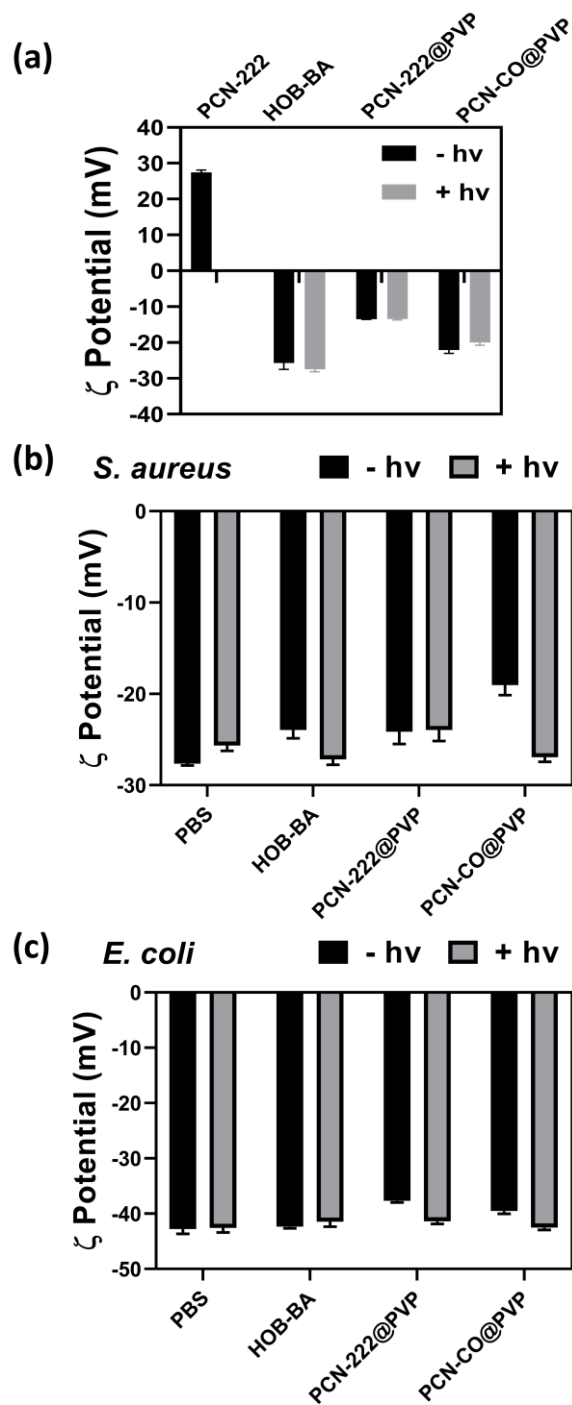 (a)
PCN-222
HOB-BA
PCN-222@PVP
PCN-CO@PVP
ζ Potential (mV)
40
30
20
10
0
-10
-20
-30
-40
- hv
+ hv
(b)
S. aureus
- hv
+ hv
ζ Potential (mV)
0
-10
-20
-30
PBS
HOB-BA
PCN-222@PVP
PCN-CO@PVP
(c)
E. coli
- hv
+ hv
ζ Potential (mV)
0
-10
-20
-30
-40
-50
PBS
HOB-BA
PCN-222@PVP
PCN-CO@PVP